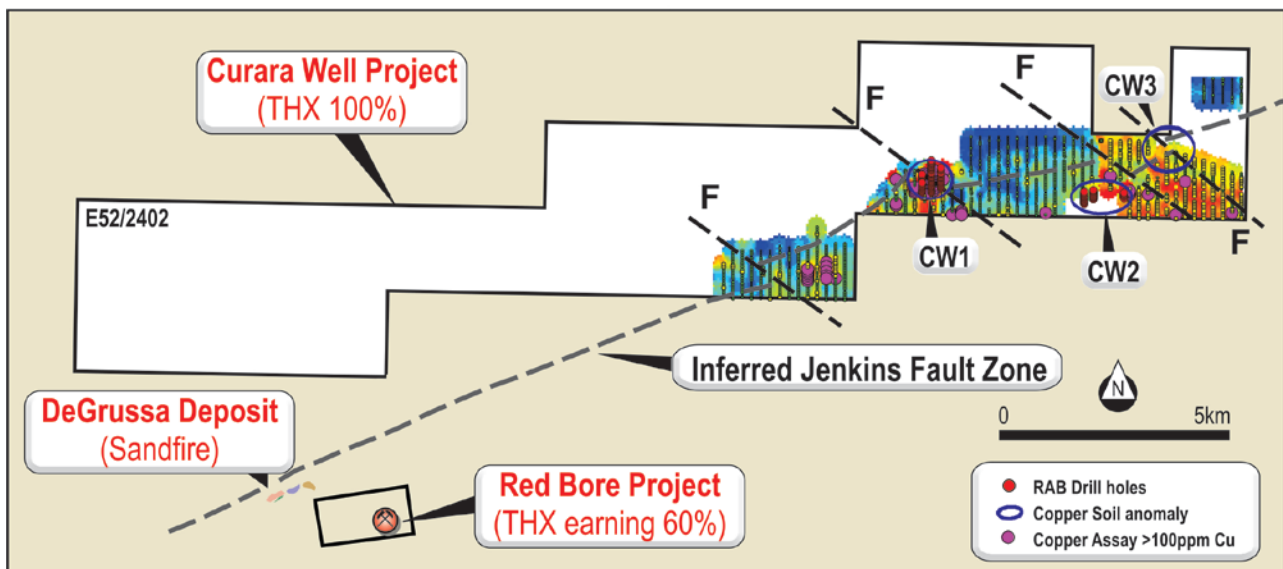 Curara Well Project
(THX 100%)
F
F
CW3
F
E52/2402
CW1
CW2
F
Inferred Jenkins Fault Zone
N
0 5km
DeGrussa Deposit
(Sandfire)
Red Bore Project
(THX earning 60%)
RAB Drill holes
Copper Soil anomaly
Copper Assay >100ppm Cu